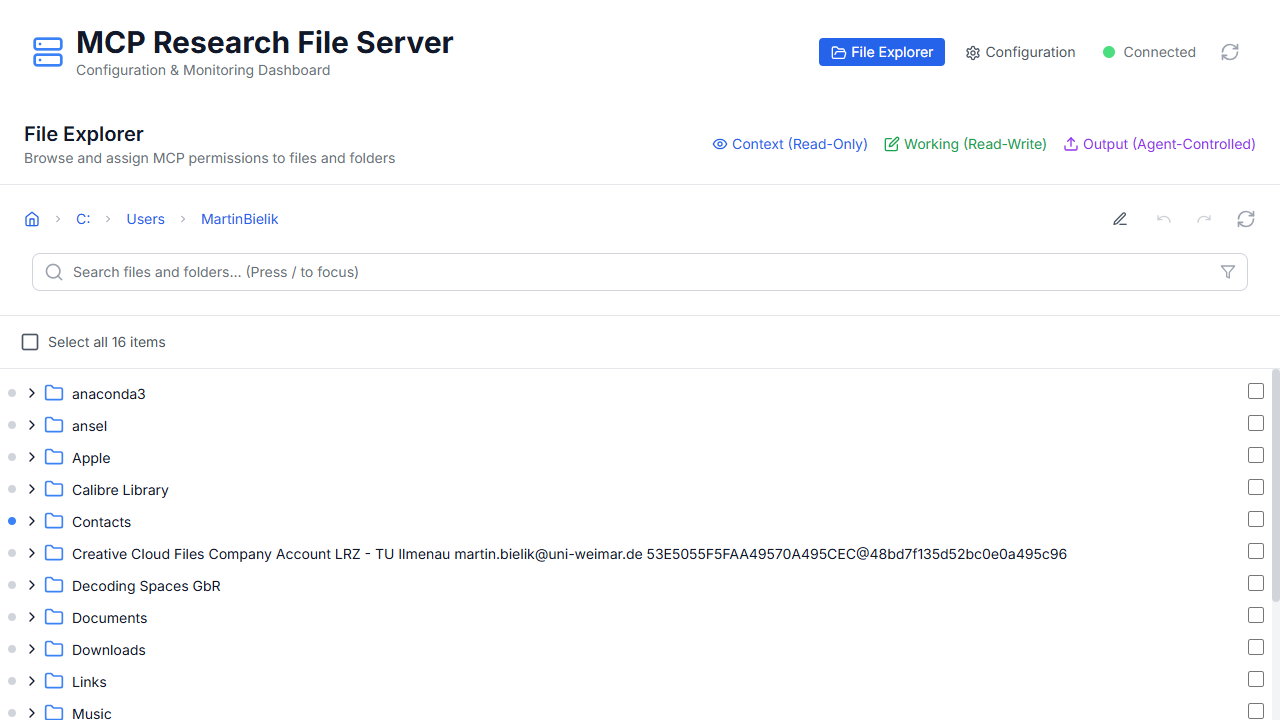 MCP Research File Server
Configuration & Monitoring Dashboard
File Explorer
Configuration
Connected
File Explorer
Browse and assign MCP permissions to files and folders
Context (Read-Only)
Working (Read-Write)
Output (Agent-Controlled)
C:
Users
MartinBielik
Search files and folders... (Press / to focus)
Select all 16 items
anaconda3
ansel
Apple
Calibre Library
Contacts
Creative Cloud Files Company Account LRZ - TU Ilmenau martin.bielik@uni-weimar.de 53E5055F5FAA49570A495CEC@48bd7f135d52bc0e0a495c96
Decoding Spaces GbR
Documents
Downloads
Links
Music